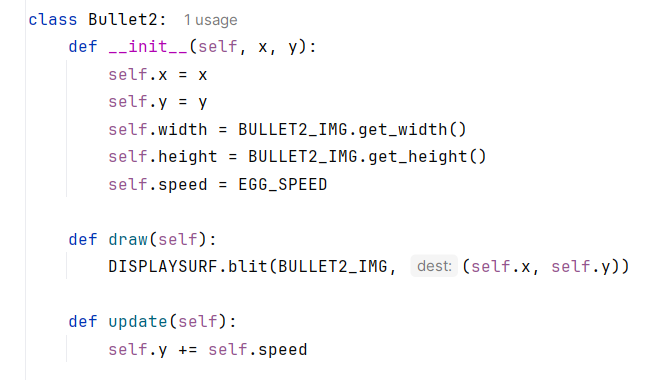 class Bullet2: 1 usage
    def __init__(self, x, y):
        self.x = x
        self.y = y
        self.width = BULLET2_IMG.get_width()
        self.height = BULLET2_IMG.get_height()
        self.speed = EGG_SPEED

    def draw(self):
        DISPLAYSURF.blit(BULLET2_IMG, dest: (self.x, self.y))

    def update(self):
        self.y += self.speed